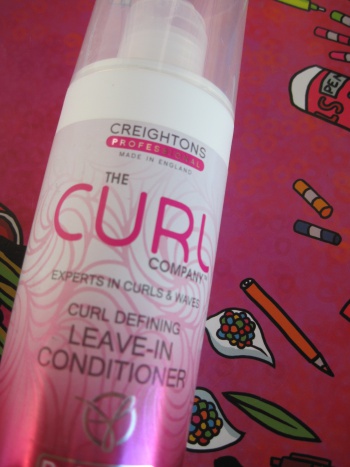 CREIGHTONS
PROFESSIONAL
MADE IN ENGLAND
THE
CURL
COMPANY
EXPERTS IN CURLS & WAVES
CURL DEFINING
LEAVE-IN
CONDITIONER